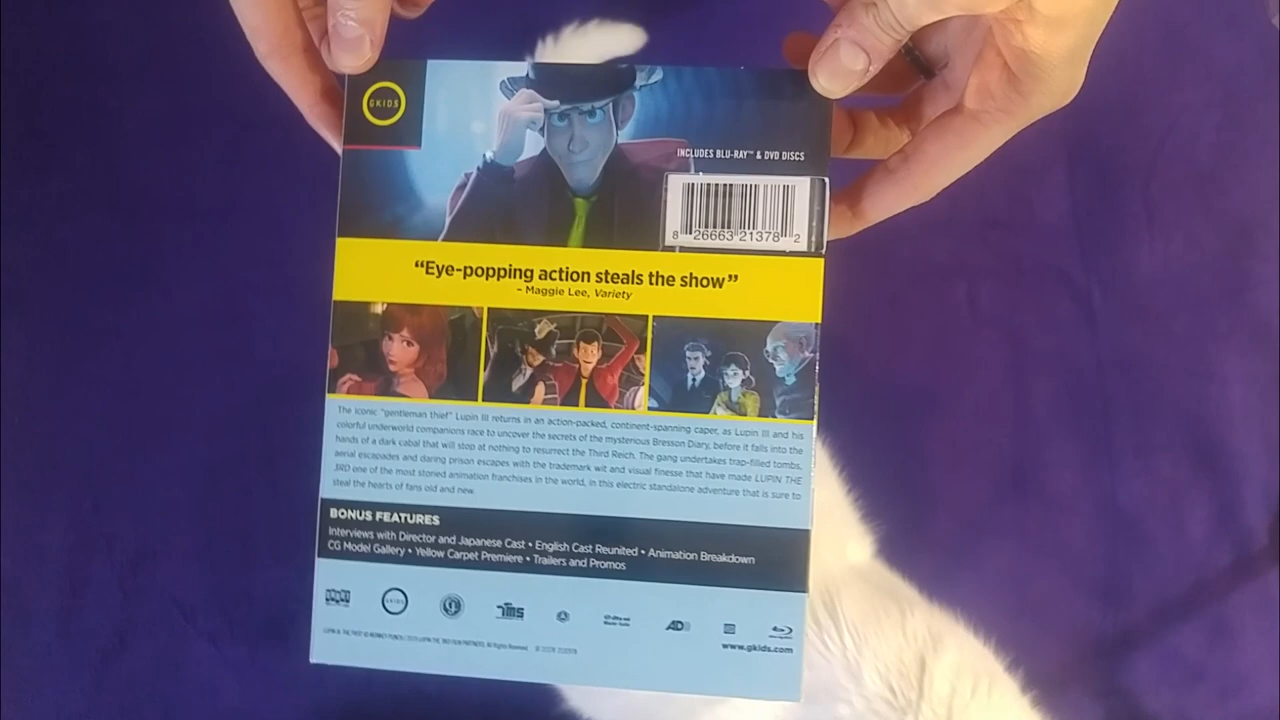 GKIDS
INCLUDES BLU-RAY™ & DVD DISCS
8 26663 21378 2
“Eye-popping action steals the show”
– Maggie Lee, Variety
The iconic "gentleman thief" Lupin III returns in an action-packed, continent-spanning caper, as Lupin III and his
colorful underworld companions race to uncover the secrets of the mysterious Bresson Diary, before it falls into the
hands of a dark cabal that will stop at nothing to resurrect the Third Reich. The gang undertakes trap-filled tombs,
aerial escapades and daring prison escapes with the trademark wit and visual finesse that have made LUPIN THE
3RD one of the most storied animation franchises in the world, in this electric standalone adventure that is sure to
steal the hearts of fans old and new.
BONUS FEATURES
Interviews with Director and Japanese Cast • English Cast Reunited • Animation Breakdown
CG Model Gallery • Yellow Carpet Premiere • Trailers and Promos
GKIDS
tms
AD
www.gkids.com